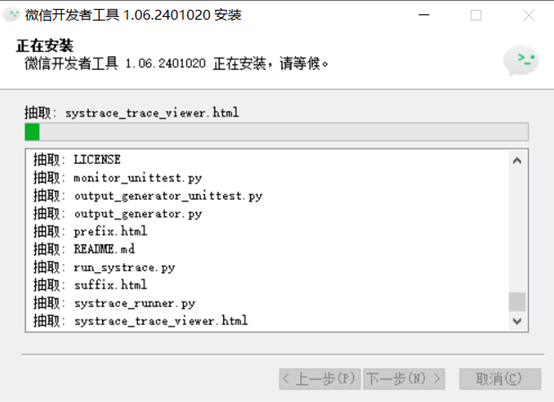 微信开发者工具 1.06.2401020 安装
正在安装
微信开发者工具 1.06.2401020 正在安装，请等候。
抽取: systrace_trace_viewer.html
抽取: LICENSE
抽取: monitor_unittest.py
抽取: output_generator_unittest.py
抽取: output_generator.py
抽取: prefix.html
抽取: README.md
抽取: run_systrace.py
抽取: suffix.html
抽取: systrace_runner.py
抽取: systrace_trace_viewer.html
< 上一步(P) 下一步(N) > 取消(C)